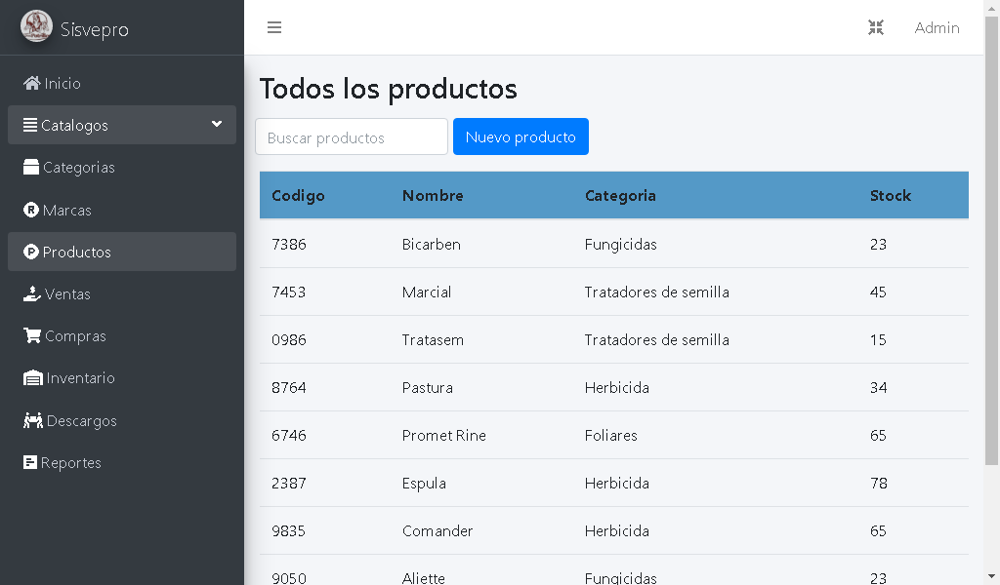 Sisvepro
Admin
Inicio
Catalogos
Categorias
Marcas
Productos
Ventas
Compras
Inventario
Descargos
Reportes
Todos los productos
Buscar productos Nuevo producto
Codigo Nombre Categoria Stock
7386 Bicarben Fungicidas 23
7453 Marcial Tratadores de semilla 45
0986 Tratasem Tratadores de semilla 15
8764 Pastura Herbicida 34
6746 Promet Rine Foliares 65
2387 Espula Herbicida 78
9835 Comander Herbicida 65
9050 Aliette Fungicidas 23